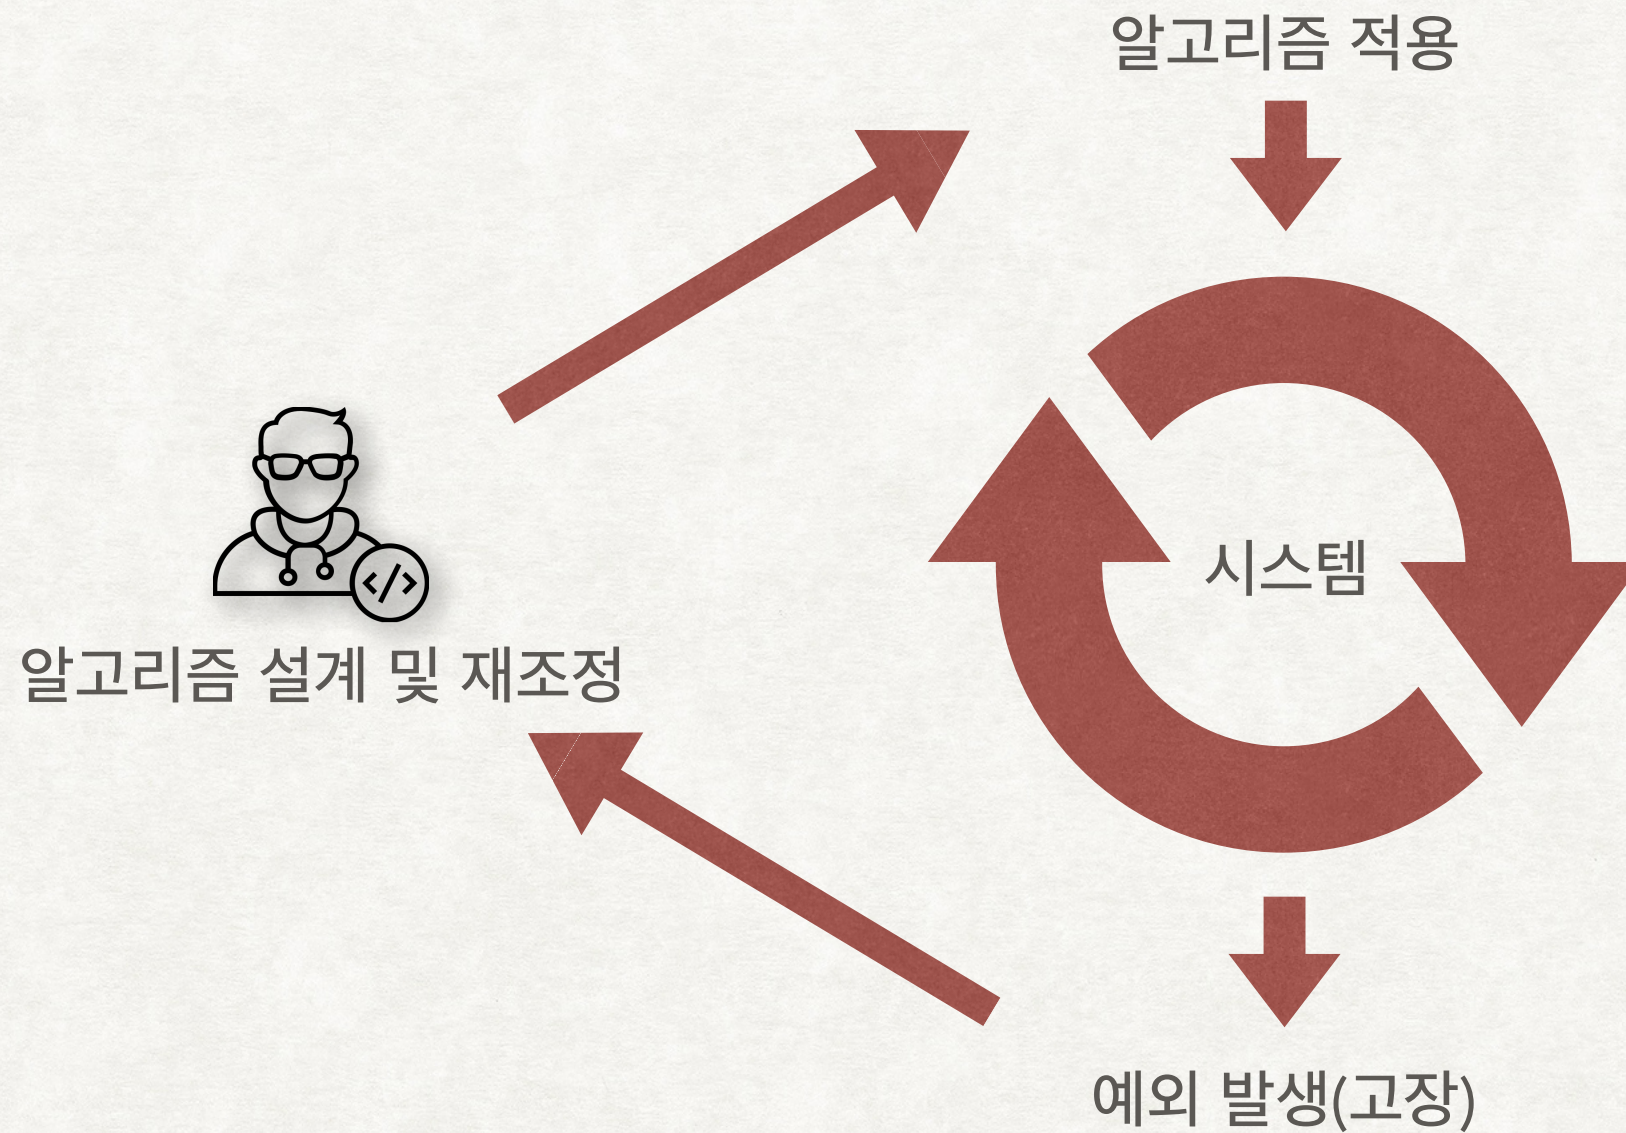 알고리즘 적용
시스템
</>
알고리즘 설계 및 재조정
예외 발생(고장)